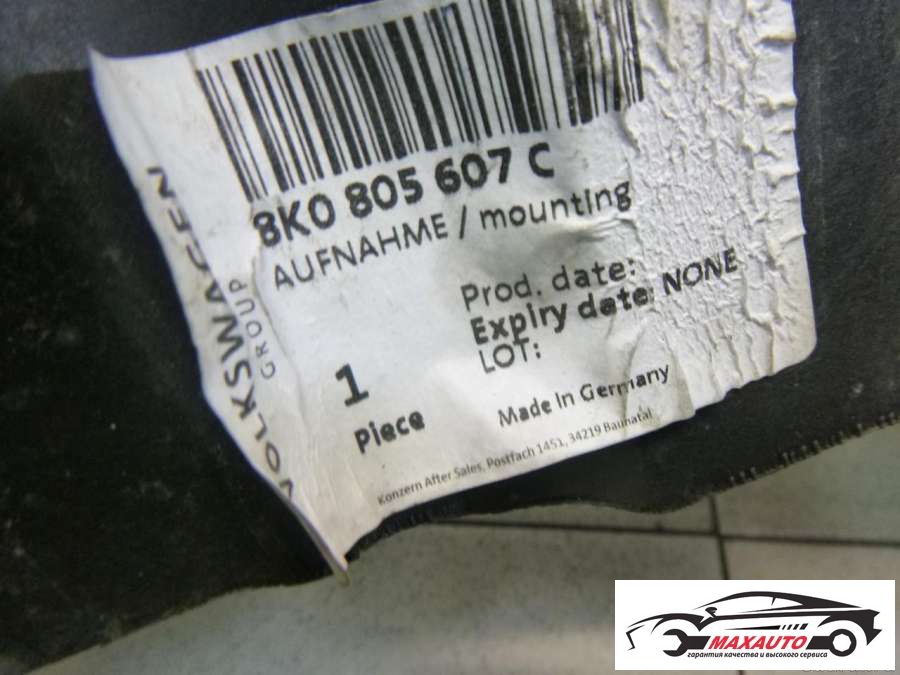 8K0 805 607 C
AUFNAHME / mounting
Prod. date:
Expiry date: NONE
LOT:
1
Piece
Made In Germany
Konzern After Sales, Postfach 1451, 34219 Baunatal
VOLKSWAGEN
GROUP
MAXAUTO
гарантия качества и высокого сервиса